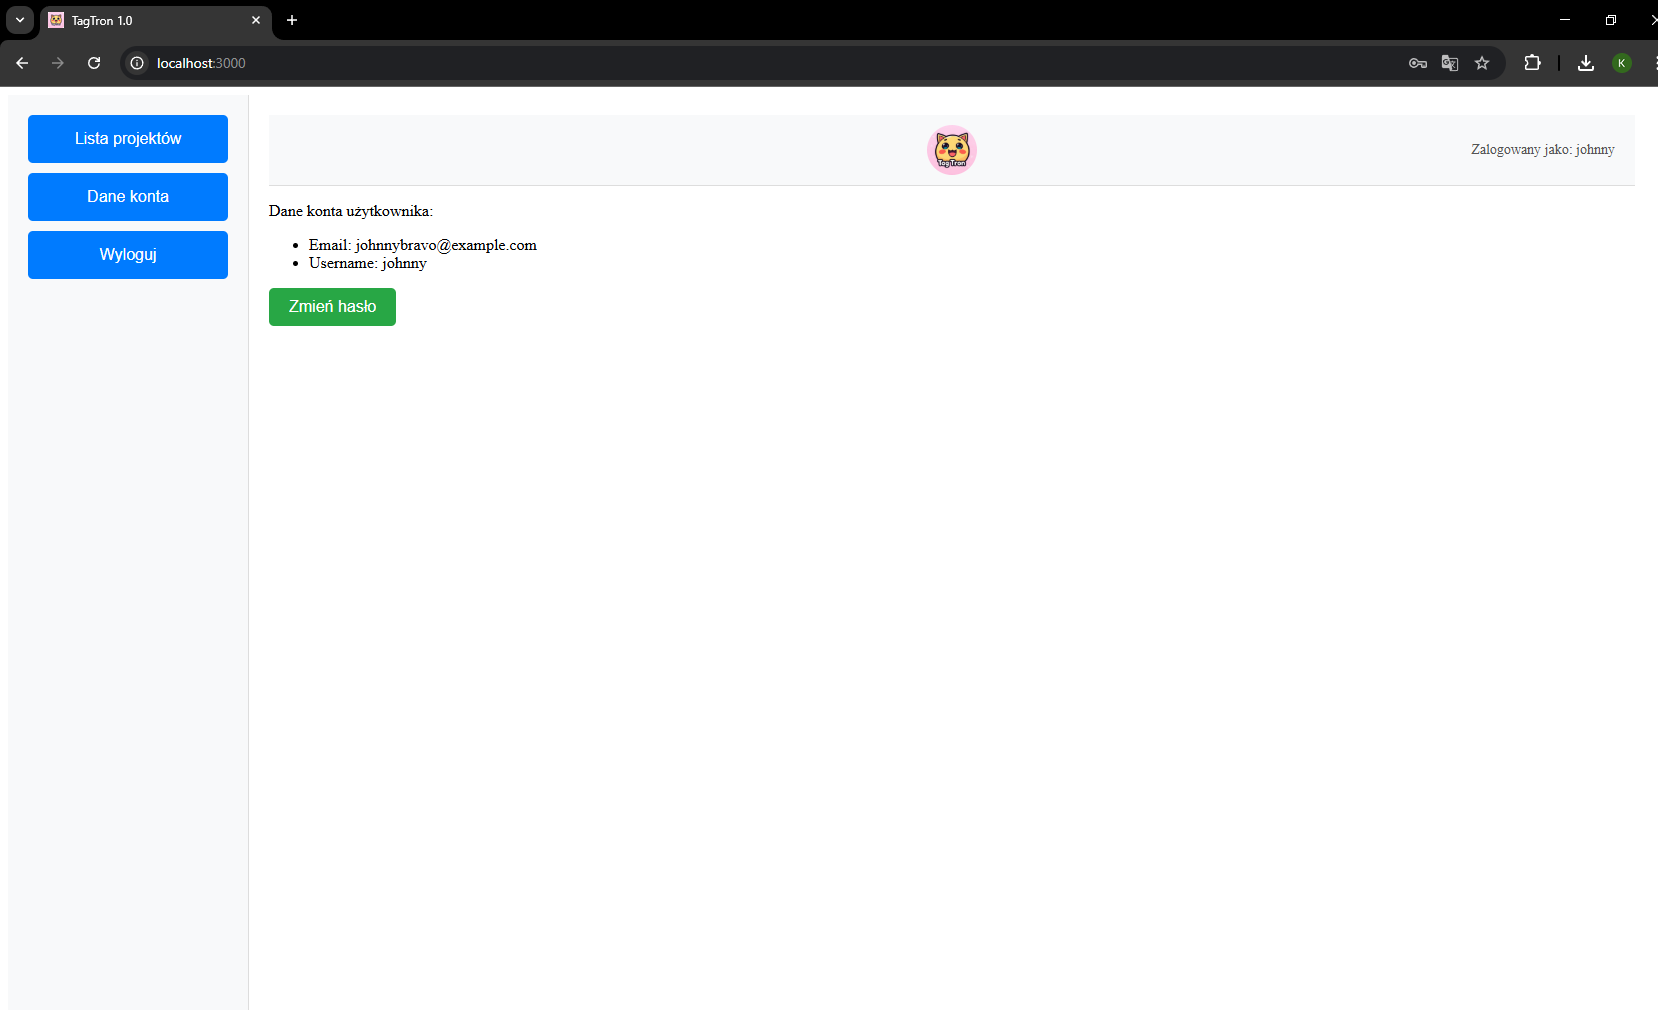 TagTron 1.0
localhost:3000
K
Lista projektów
Dane konta
Wyloguj
TagTron
Zalogowany jako: johnny
Dane konta użytkownika:
Email: johnnybravo@example.com
Username: johnny
Zmień hasło